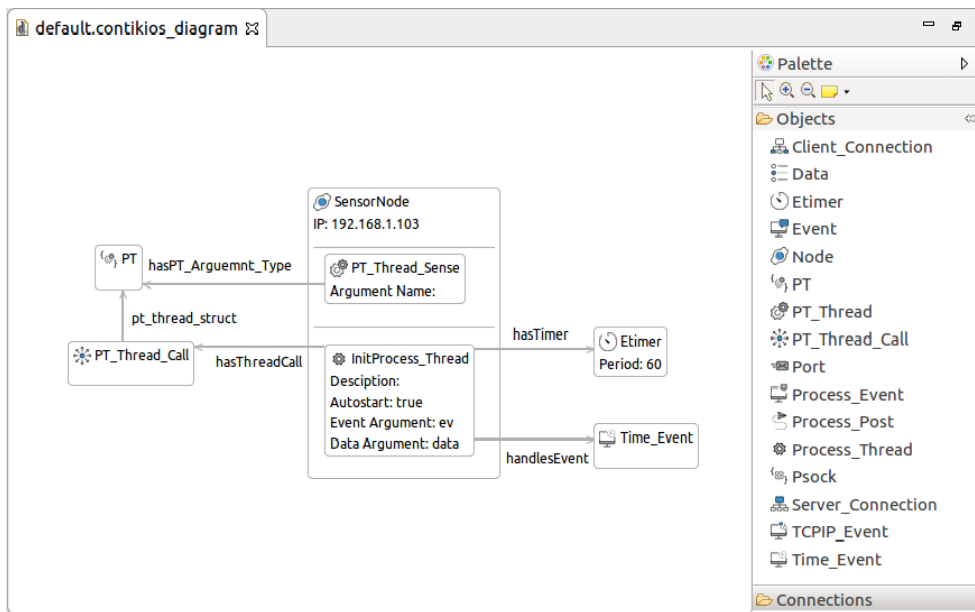 default.contikios_diagram
SensorNode
IP: 192.168.1.103
PT
hasPT_Arguemnt_Type
PT_Thread_Sense
Argument Name:
pt_thread_struct
PT_Thread_Call
hasThreadCall
InitProcess_Thread
Desciption:
Autostart: true
Event Argument: ev
Data Argument: data
hasTimer
Etimer
Period: 60
handlesEvent
Time_Event
Palette
Objects
Client_Connection
Data
Etimer
Event
Node
PT
PT_Thread
PT_Thread_Call
Port
Process_Event
Process_Post
Process_Thread
Psock
Server_Connection
TCPIP_Event
Time_Event
Connections